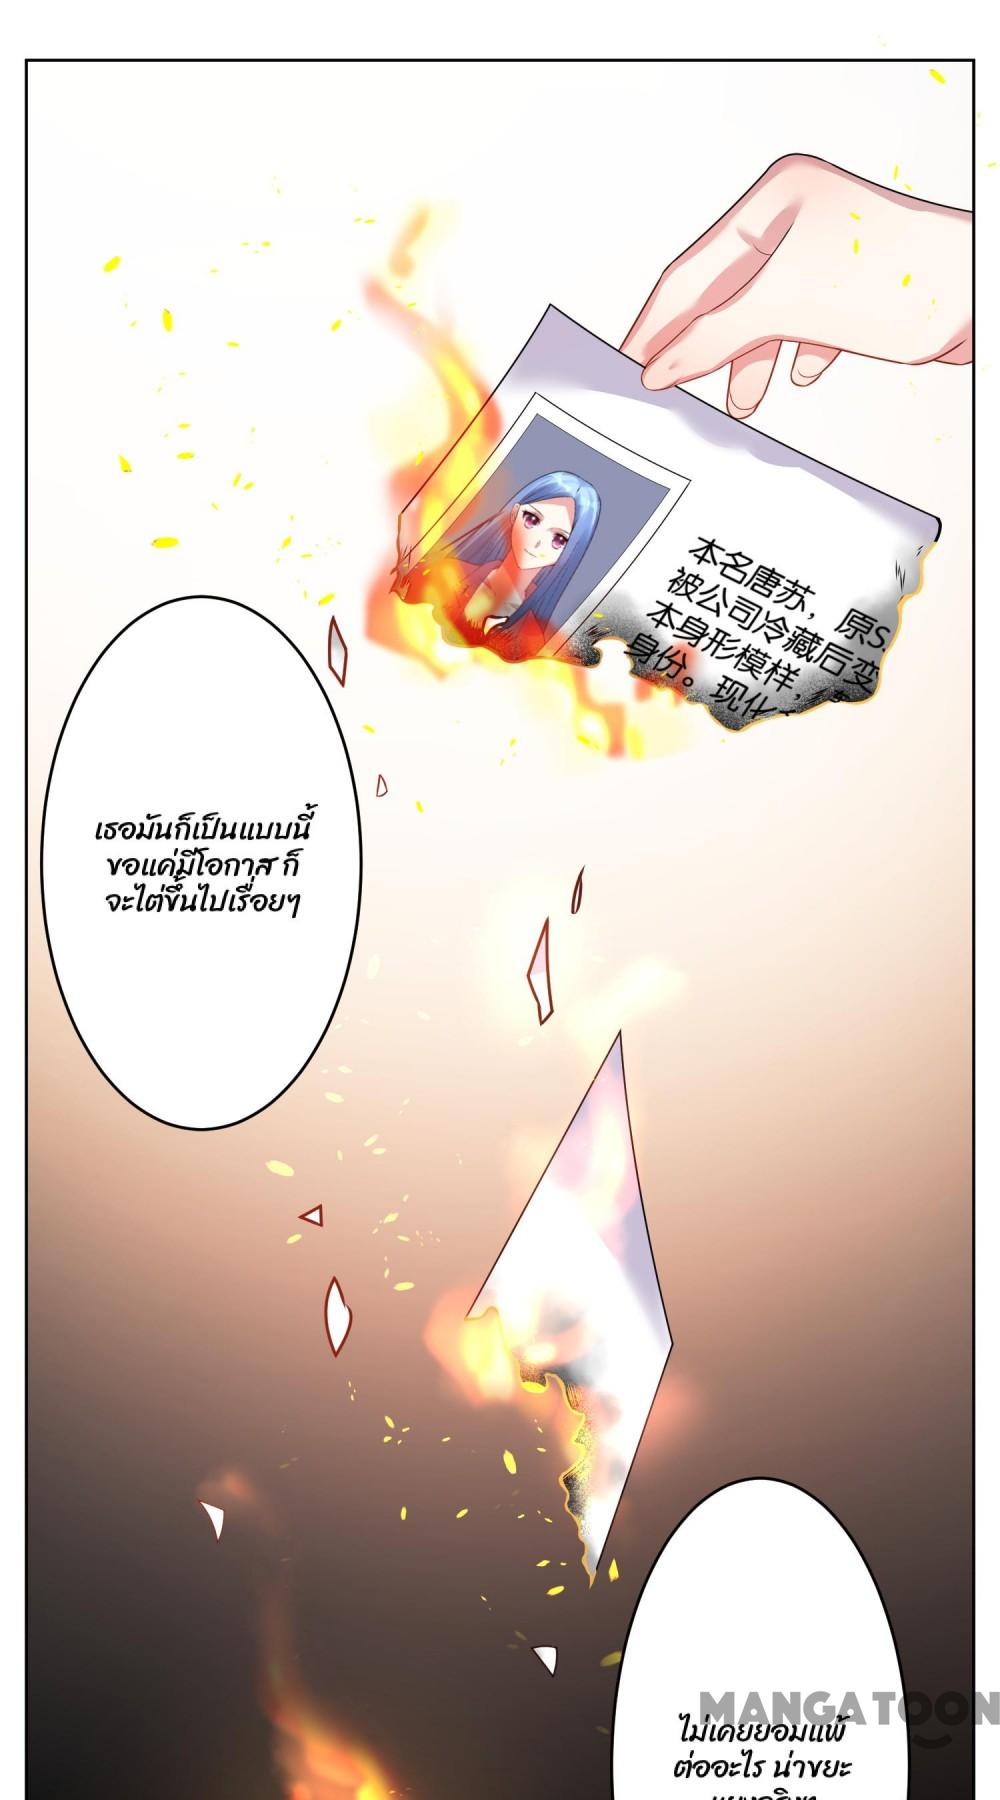 本名唐苏，原S.
被公司冷藏后变
本身形模样，
身份。现化
เธอมันก็เป็นแบบนี้
ขอแค่มีโอกาส ก็
จะไต่ขึ้นไปเรื่อยๆ
MANGATOON
ไม่เคยยอมแพ้
ต่ออะไร น่าขยะ